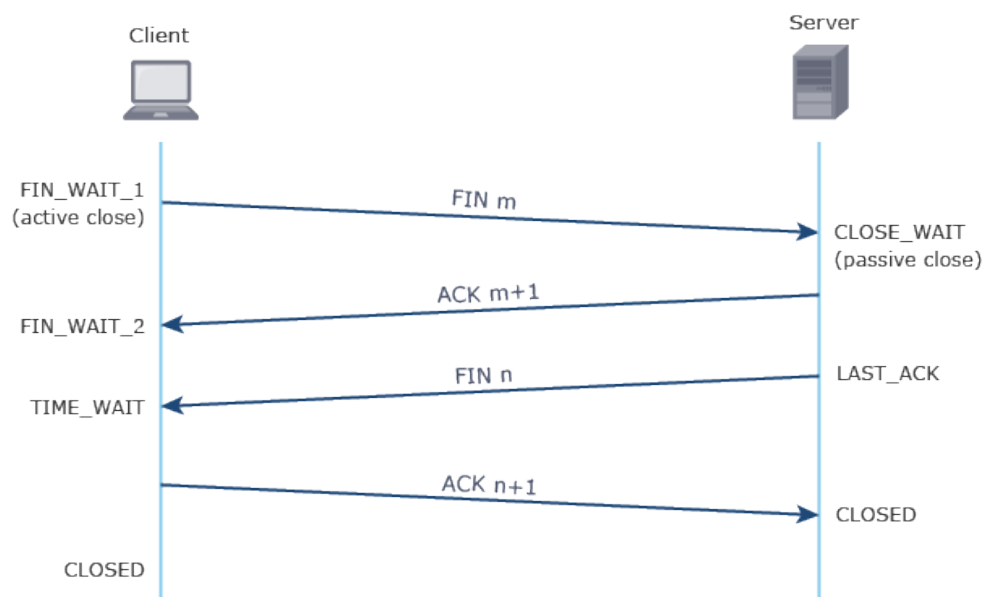 Server
Client
FIN_WAIT_1
(active close)
FIN m
CLOSE_WAIT
(passive close)
ACK m+1
FIN_WAIT_2
FIN n
LAST_ACK
TIME_WAIT
ACK n+1
CLOSED
CLOSED